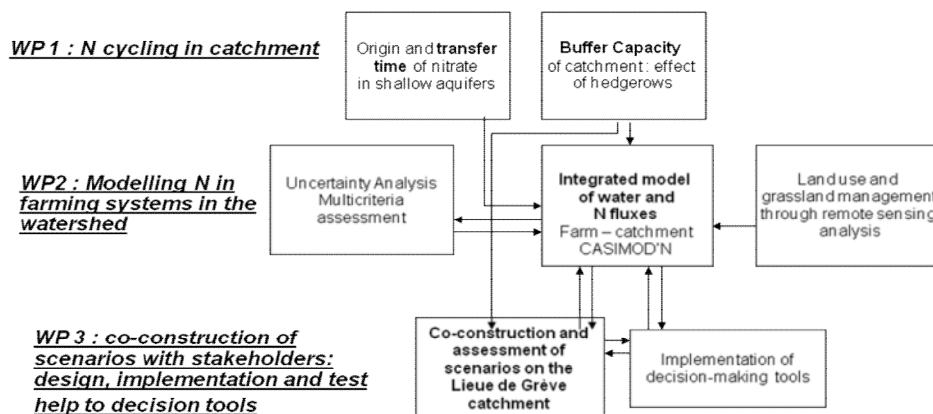 WP 1 : N cycling in catchment
Origin and transfer
time of nitrate
in shallow aquifers
Buffer Capacity
of catchment : effect
of hedgerows
WP2 : Modelling N in
farming systems in the
watershed
Uncertainty Analysis
Multicriteria
assessment
Integrated model
of water and
N fluxes
Farm – catchment
CASIMOD'N
Land use and
grassland management
through remote sensing
analysis
WP 3 : co-construction of
scenarios with stakeholders:
design, implementation and test
help to decision tools
Co-construction and
assessment of
scenarios on the
Lieue de Grève
catchment
Implementation of
decision-making tools